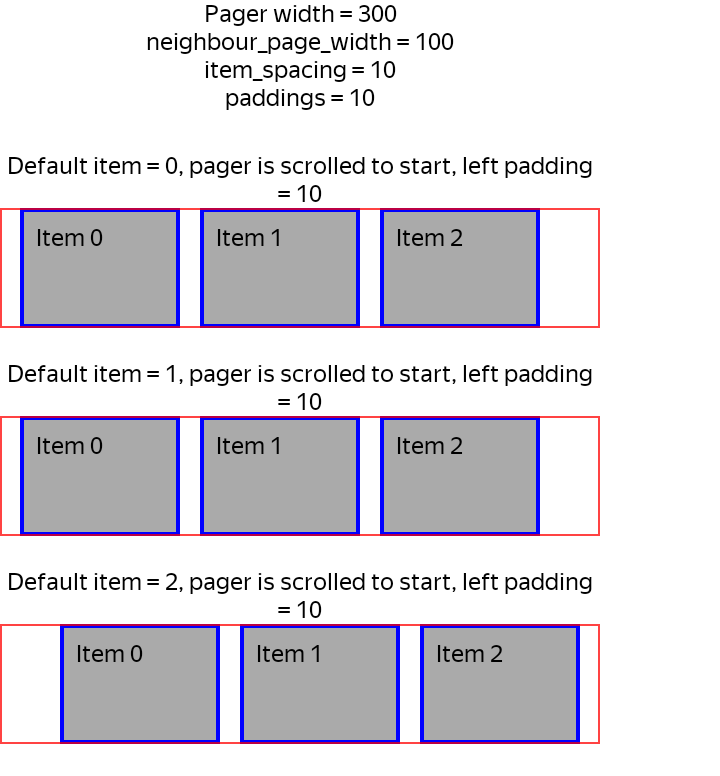 Pager width = 300
neighbour_page_width = 100
item_spacing = 10
paddings = 10
Default item = 0, pager is scrolled to start, left padding
= 10
Item 0 Item 1 Item 2
Default item = 1, pager is scrolled to start, left padding
= 10
Item 0 Item 1 Item 2
Default item = 2, pager is scrolled to start, left padding
= 10
Item 0 Item 1 Item 2